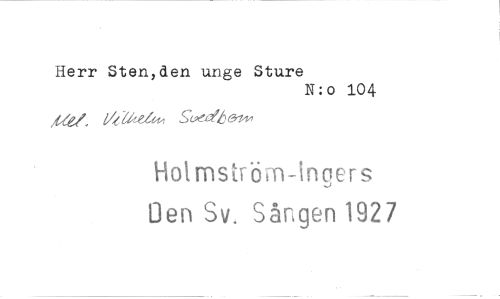 Herr Sten,den unge Sture
N:o 104
Mel. Vilhelm Svedbom
Holmström-Ingers
Den Sv. Sången 1927